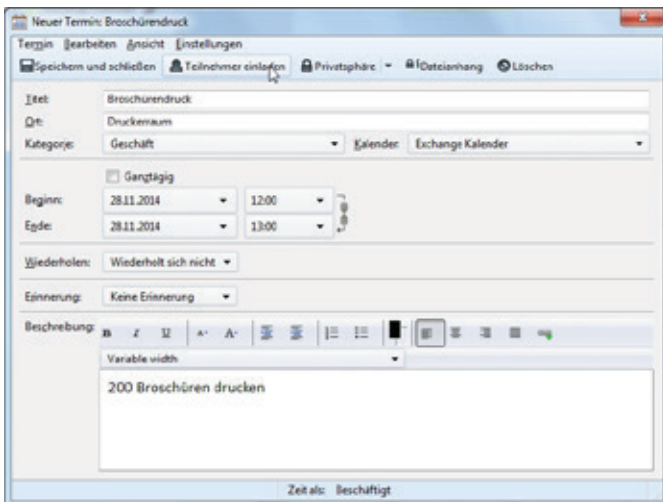 Neuer Termin: Broschürendruck
Termin Bearbeiten Ansicht Einstellungen
Speichern und schließen Teilnehmer einladen Privatsphäre Dateianhang Löschen
Titel: Broschürendruck
Ort: Druckerraum
Kategorie: Geschäft Kalender: Exchange Kalender
Ganztägig
Beginn: 28.11.2014 12:00
Ende: 28.11.2014 13:00
Wiederholen: Wiederholt sich nicht
Erinnerung: Keine Erinnerung
Beschreibung: B I U A- A+
Variable width
200 Broschüren drucken
Zeit als: Beschäftigt